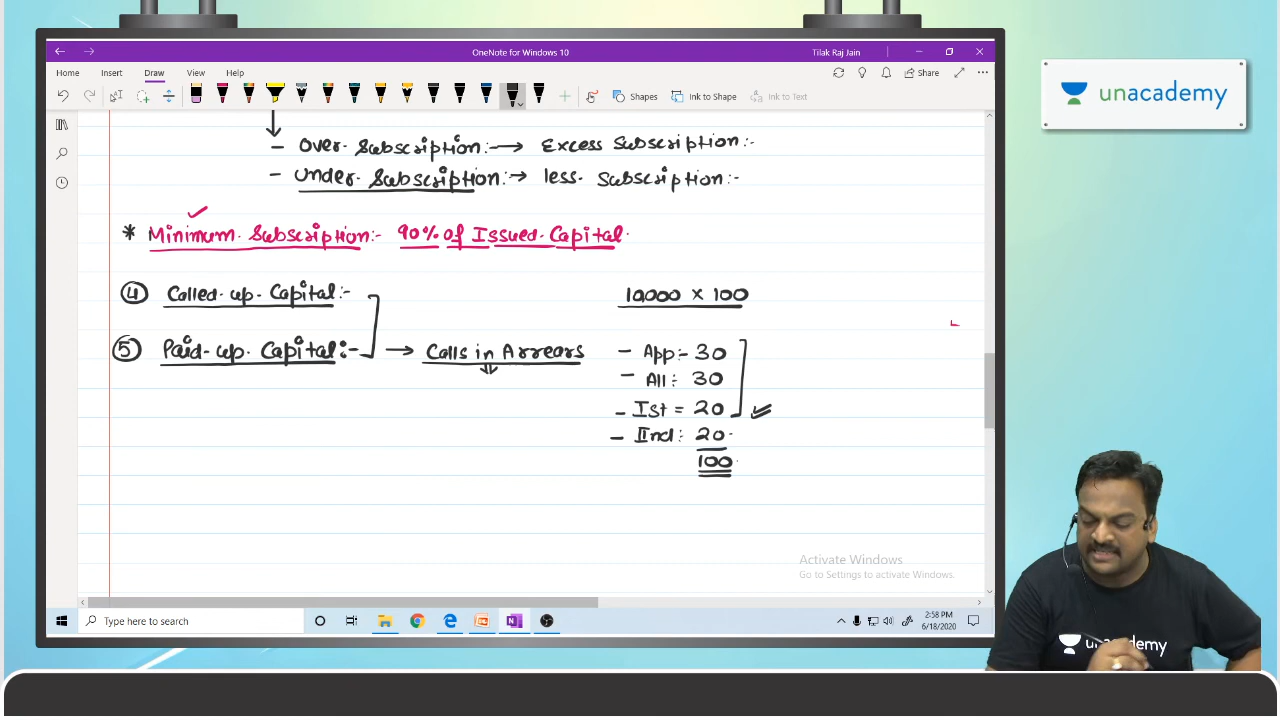 OneNote for Windows 10
Tilak Raj Jain
Home Insert Draw View Help
Share
Shapes
Ink to Shape
Ink to Text
unacademy
- Over. Subscription:- → Excess Subscription:-
- Under. Subscription:- → less. Subscription:-
* Minimum. Subscription:- 90% of Issued. Capital.
④ Called-up. Capital:-
10,000 × 100
⑤ Paid-up. Capital:- → Calls in Arrears
- App:- 30
- All: 30
- Ist = 20
- IInd: 20
100
Activate Windows
Go to Settings to activate Windows.
Type here to search
2:58 PM
6/18/2020